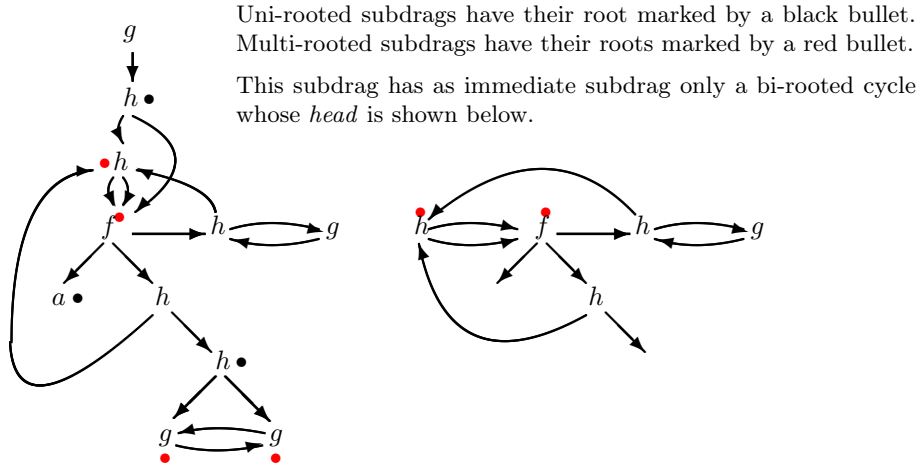 Uni-rooted subdrags have their root marked by a black bullet.
Multi-rooted subdrags have their roots marked by a red bullet.
This subdrag has as immediate subdrag only a bi-rooted cycle
whose head is shown below.
g
h
h
f h g
a h
h
g g
h f h g
h